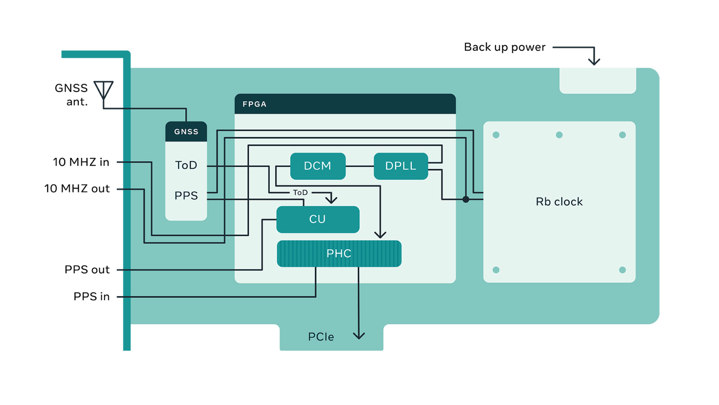 Back up power
GNSS
ant.
FPGA
GNSS
10 MHZ in
ToD
DCM
DPLL
10 MHZ out
PPS
ToD
Rb clock
CU
PHC
PPS out
PPS in
PCIe